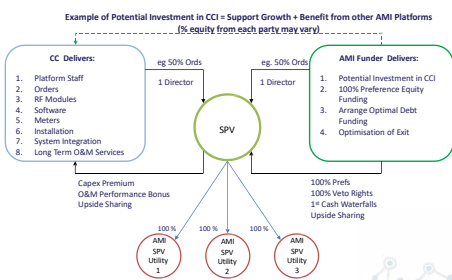 Example of Potential Investment in CCI = Support Growth + Benefit from other AMI Platforms
(% equity from each party may vary)
CC Delivers:
1. Platform Staff
2. Orders
3. RF Modules
4. Software
5. Meters
6. Installation
7. System Integration
8. Long Term O&M Services
eg. 50% Ords
1 Director
SPV
eg. 50% Ords
1 Director
AMI Funder Delivers:
1. Potential Investment in CCI
2. 100% Preference Equity
Funding
3. Arrange Optimal Debt
Funding
4. Optimisation of Exit
Capex Premium
O&M Performance Bonus
Upside Sharing
100% Prefs
100% Veto Rights
1st Cash Waterfalls
Upside Sharing
100 %
100 %
100 %
AMI
SPV
Utility
1
AMI
SPV
Utility
2
AMI
SPV
Utility
3